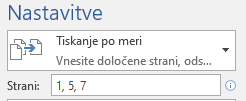 Nastavitve
Tiskanje po meri
Vnesite določene strani, ods...
Strani: 1, 5, 7